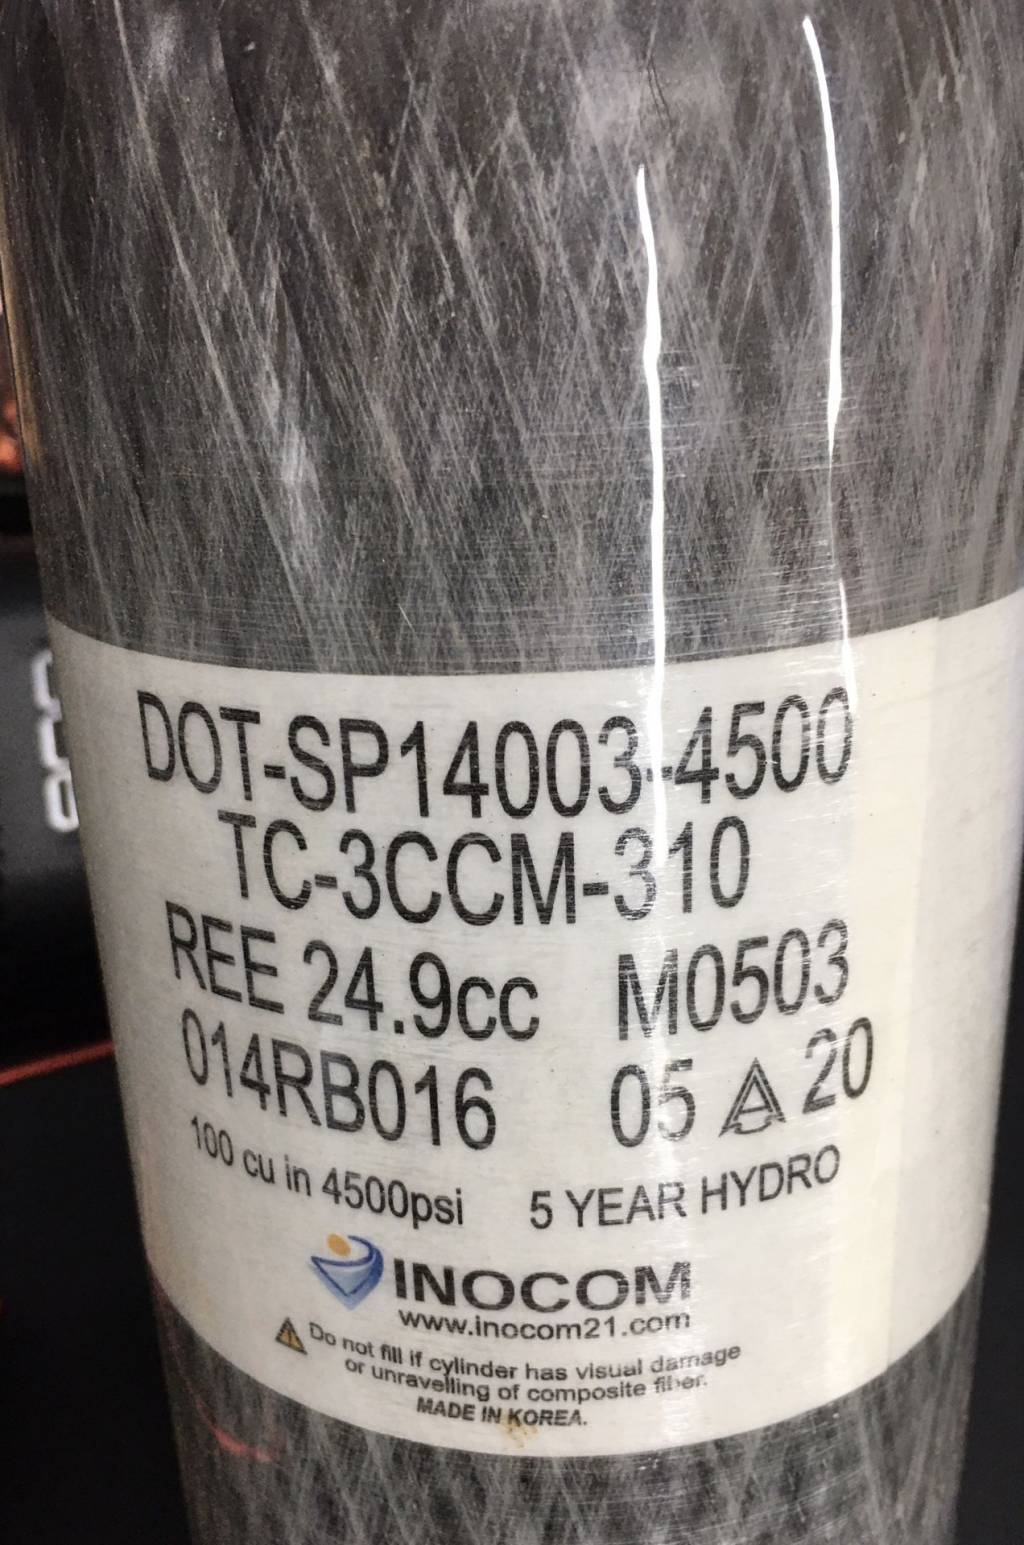 DOT-SP14003-4500
TC-3CCM-310
REE 24.9cc M0503
014RB016 05 A 20
100 cu in 4500psi 5 YEAR HYDRO
INOCOM
www.inocom21.com
Do not fill if cylinder has visual damage
or unravelling of composite fiber.
MADE IN KOREA.